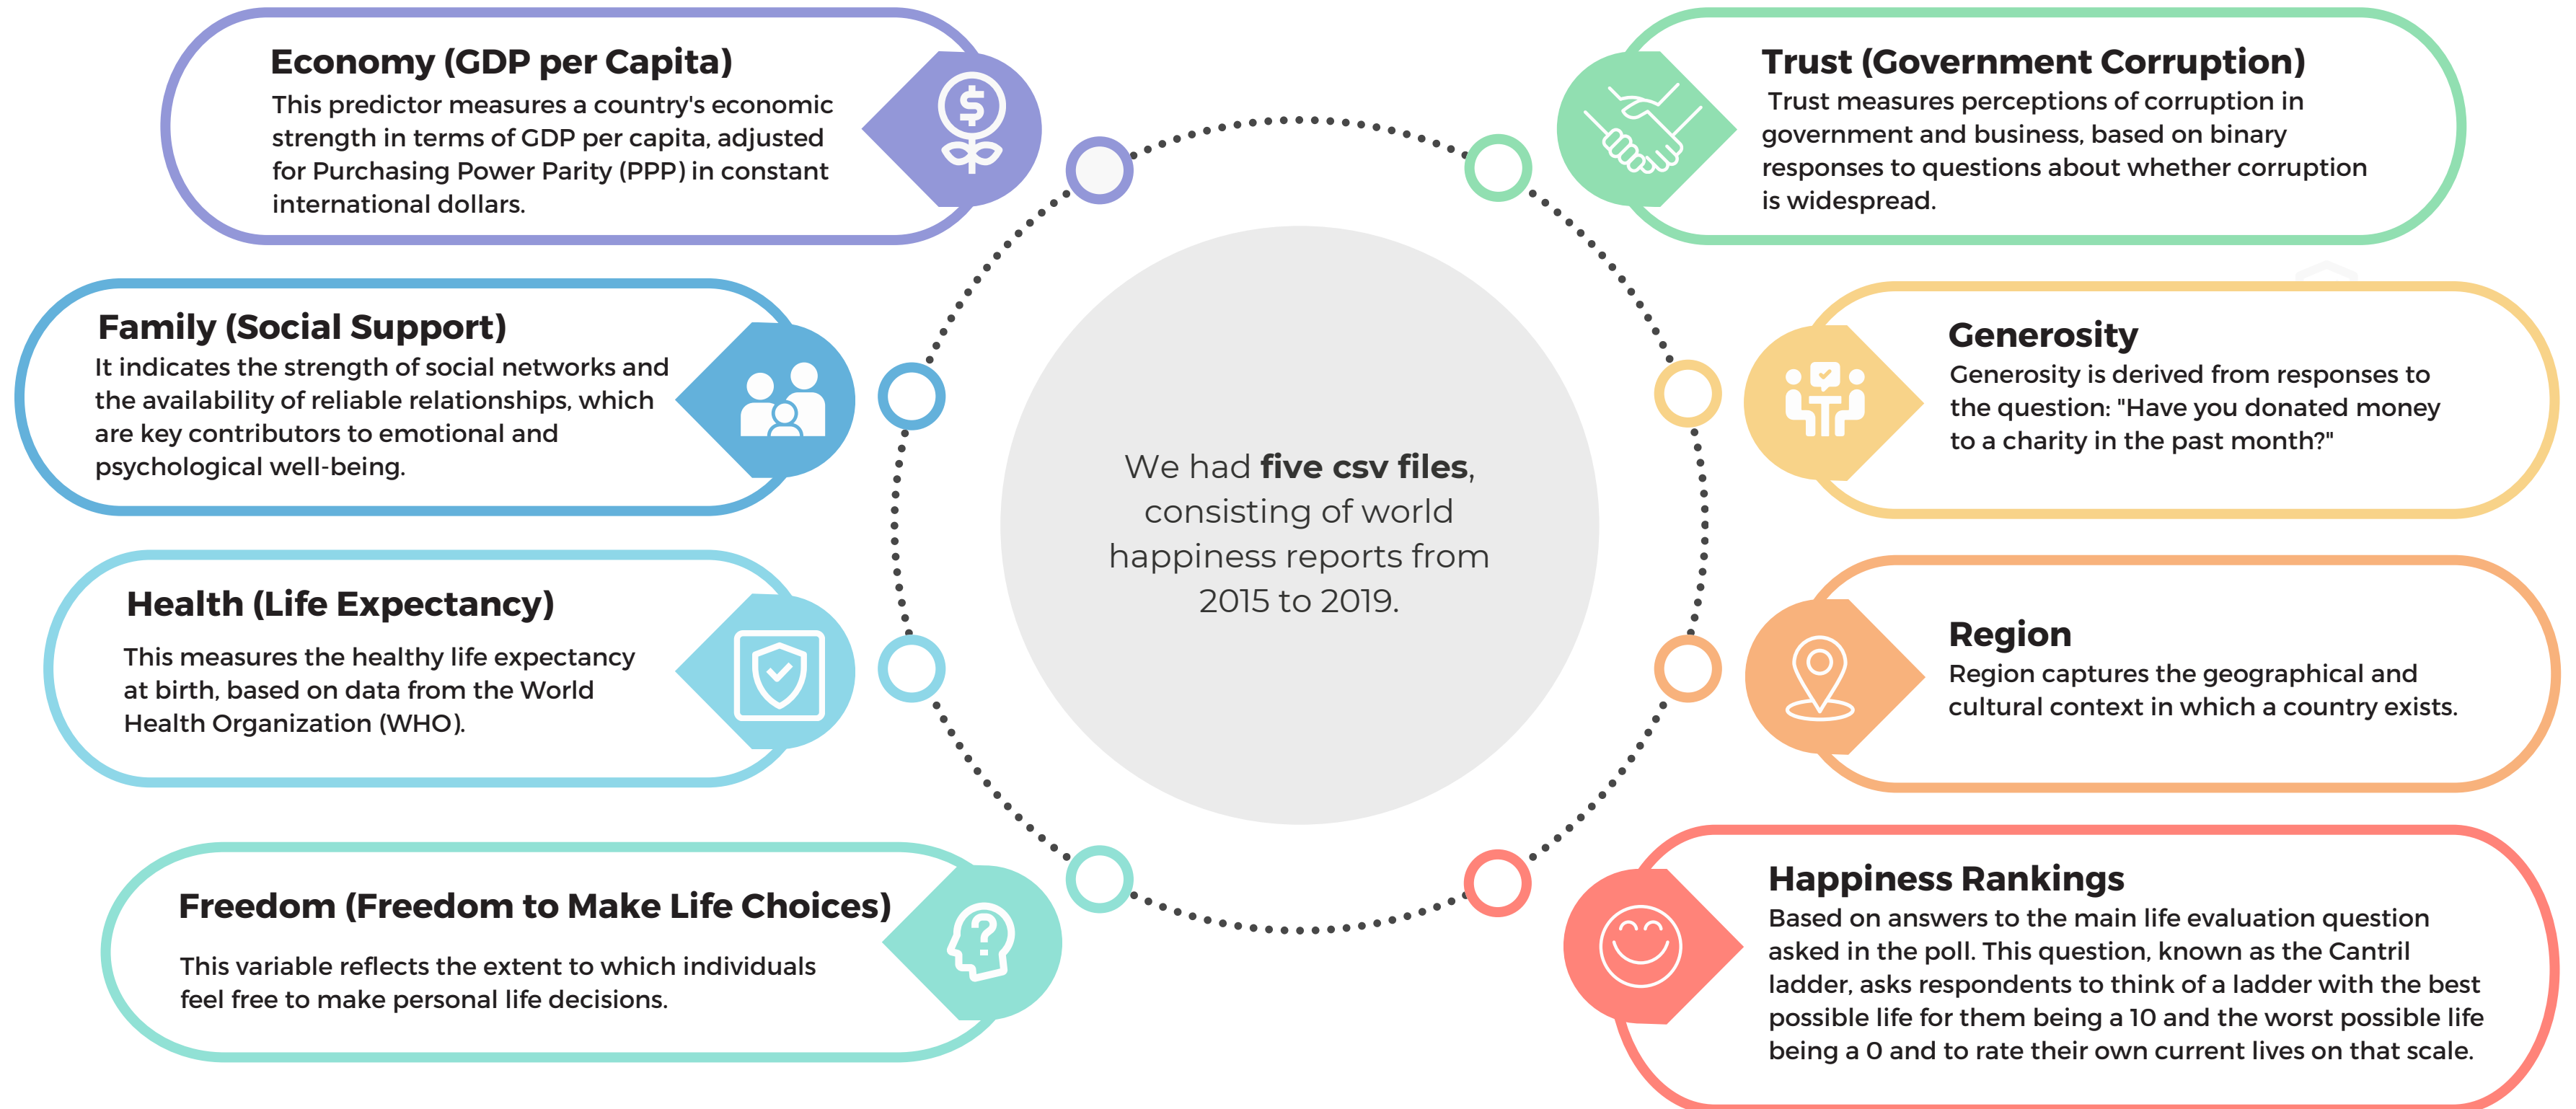 Economy (GDP per Capita)
This predictor measures a country's economic
strength in terms of GDP per capita, adjusted
for Purchasing Power Parity (PPP) in constant
international dollars.
Family (Social Support)
It indicates the strength of social networks and
the availability of reliable relationships, which
are key contributors to emotional and
psychological well-being.
Health (Life Expectancy)
This measures the healthy life expectancy
at birth, based on data from the World
Health Organization (WHO).
Freedom (Freedom to Make Life Choices)
This variable reflects the extent to which individuals
feel free to make personal life decisions.
We had five csv files,
consisting of world
happiness reports from
2015 to 2019.
Trust (Government Corruption)
Trust measures perceptions of corruption in
government and business, based on binary
responses to questions about whether corruption
is widespread.
Generosity
Generosity is derived from responses to
the question: "Have you donated money
to a charity in the past month?"
Region
Region captures the geographical and
cultural context in which a country exists.
Happiness Rankings
Based on answers to the main life evaluation question
asked in the poll. This question, known as the Cantril
ladder, asks respondents to think of a ladder with the best
possible life for them being a 10 and the worst possible life
being a 0 and to rate their own current lives on that scale.